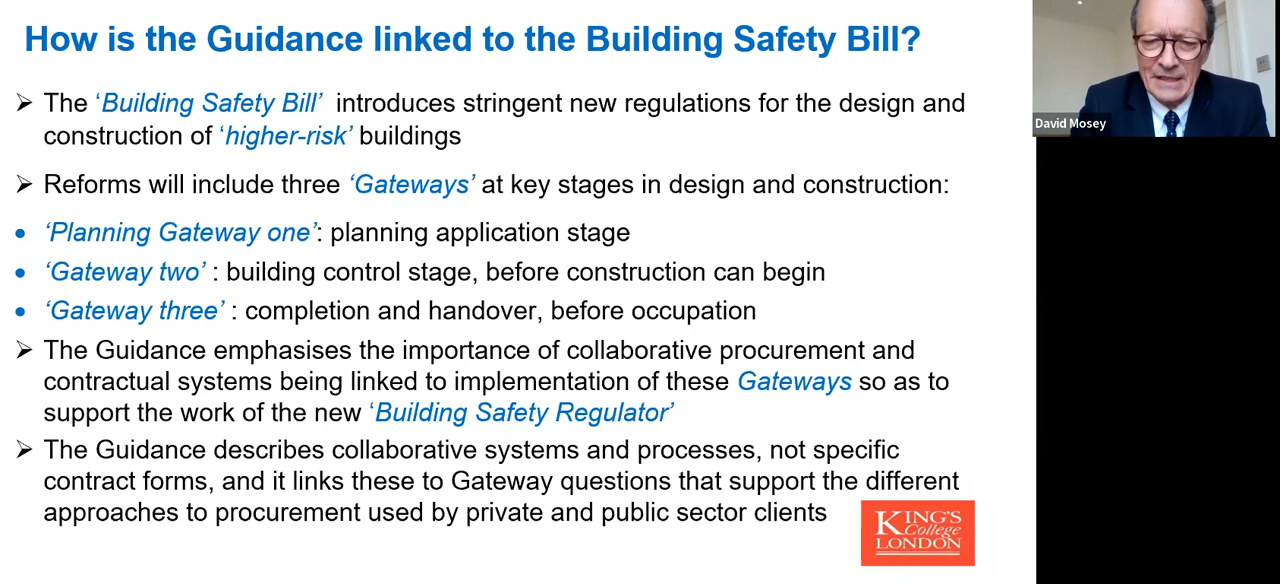 How is the Guidance linked to the Building Safety Bill?
➢ The ‘Building Safety Bill’ introduces stringent new regulations for the design and
construction of ‘higher-risk’ buildings
➢ Reforms will include three ‘Gateways’ at key stages in design and construction:
• ‘Planning Gateway one’: planning application stage
• ‘Gateway two’ : building control stage, before construction can begin
• ‘Gateway three’ : completion and handover, before occupation
➢ The Guidance emphasises the importance of collaborative procurement and
contractual systems being linked to implementation of these Gateways so as to
support the work of the new ‘Building Safety Regulator’
➢ The Guidance describes collaborative systems and processes, not specific
contract forms, and it links these to Gateway questions that support the different
approaches to procurement used by private and public sector clients
KING'S
College
LONDON
David Mosey